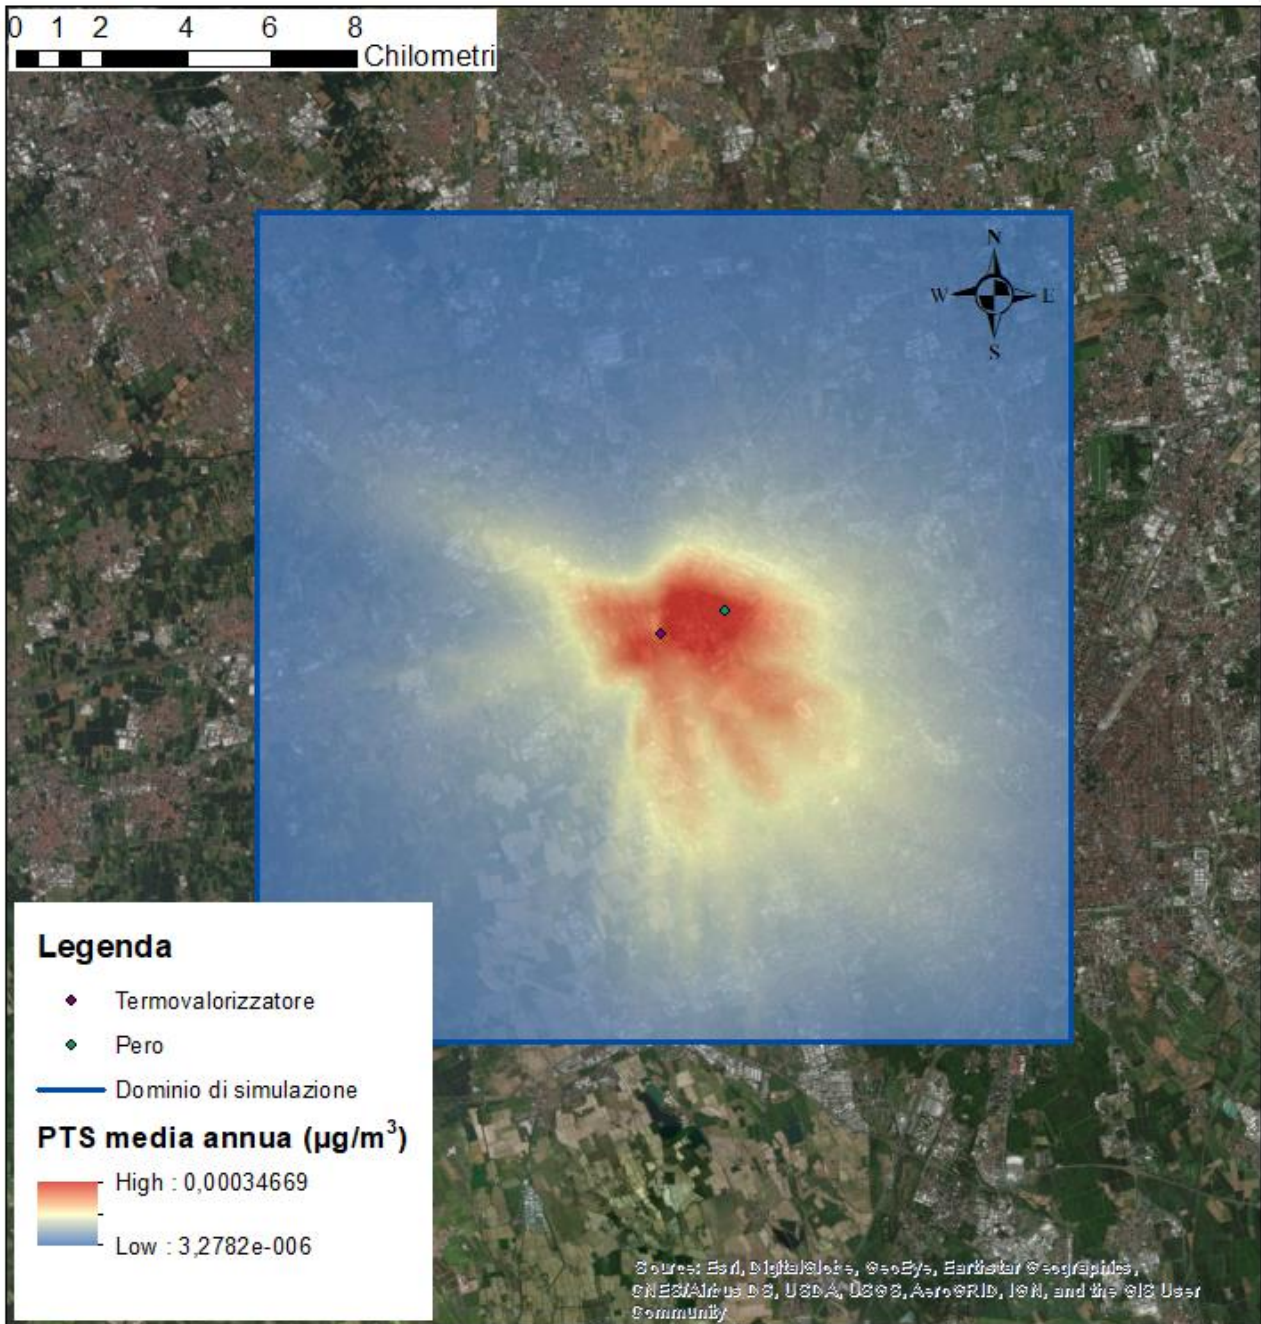 0 1 2 4 6 8
Chilometri
N
W E
S
Legenda
Termovalorizzatore
Pero
Dominio di simulazione
PTS media annua (µg/m³)
High : 0,00034669
Low : 3,2782e-006
Source: Esri, DigitalGlobe, GeoEye, Earthstar Geographics,
CNES/Airbus DS, USDA, USGS, AeroGRID, IGN, and the GIS User
Community